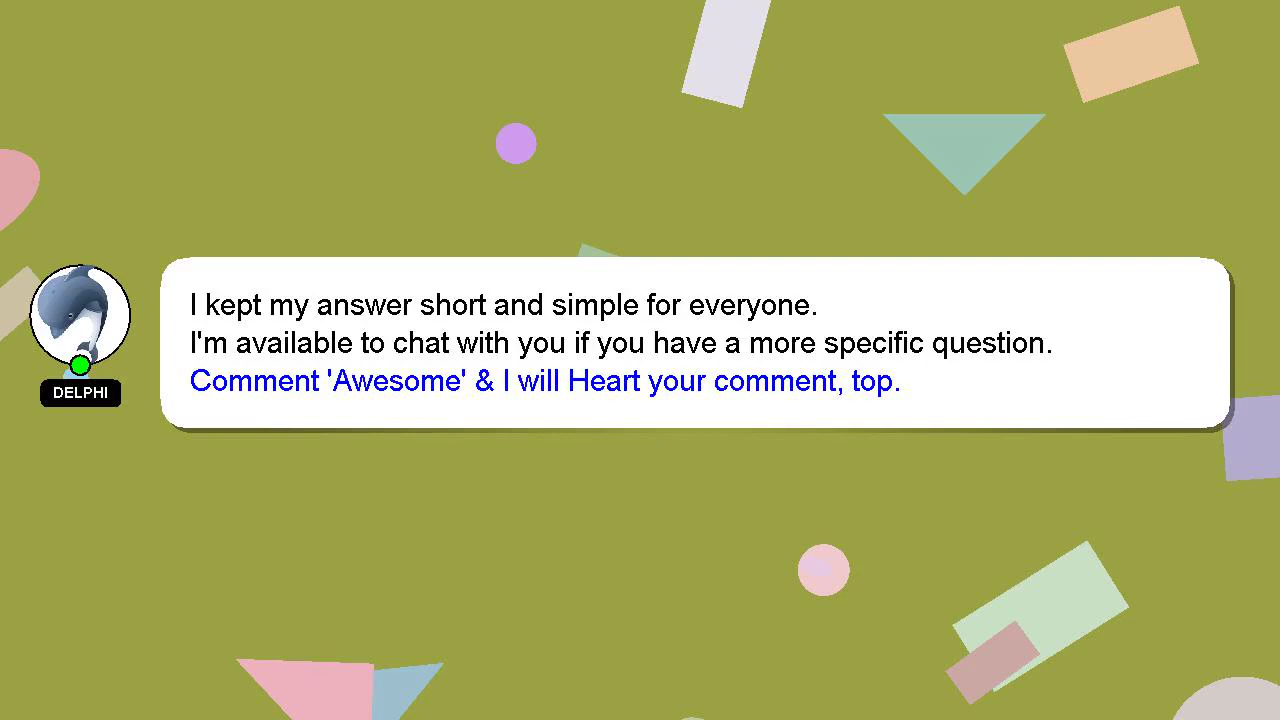 I kept my answer short and simple for everyone.
I'm available to chat with you if you have a more specific question.
Comment 'Awesome' & I will Heart your comment, top.
DELPHI